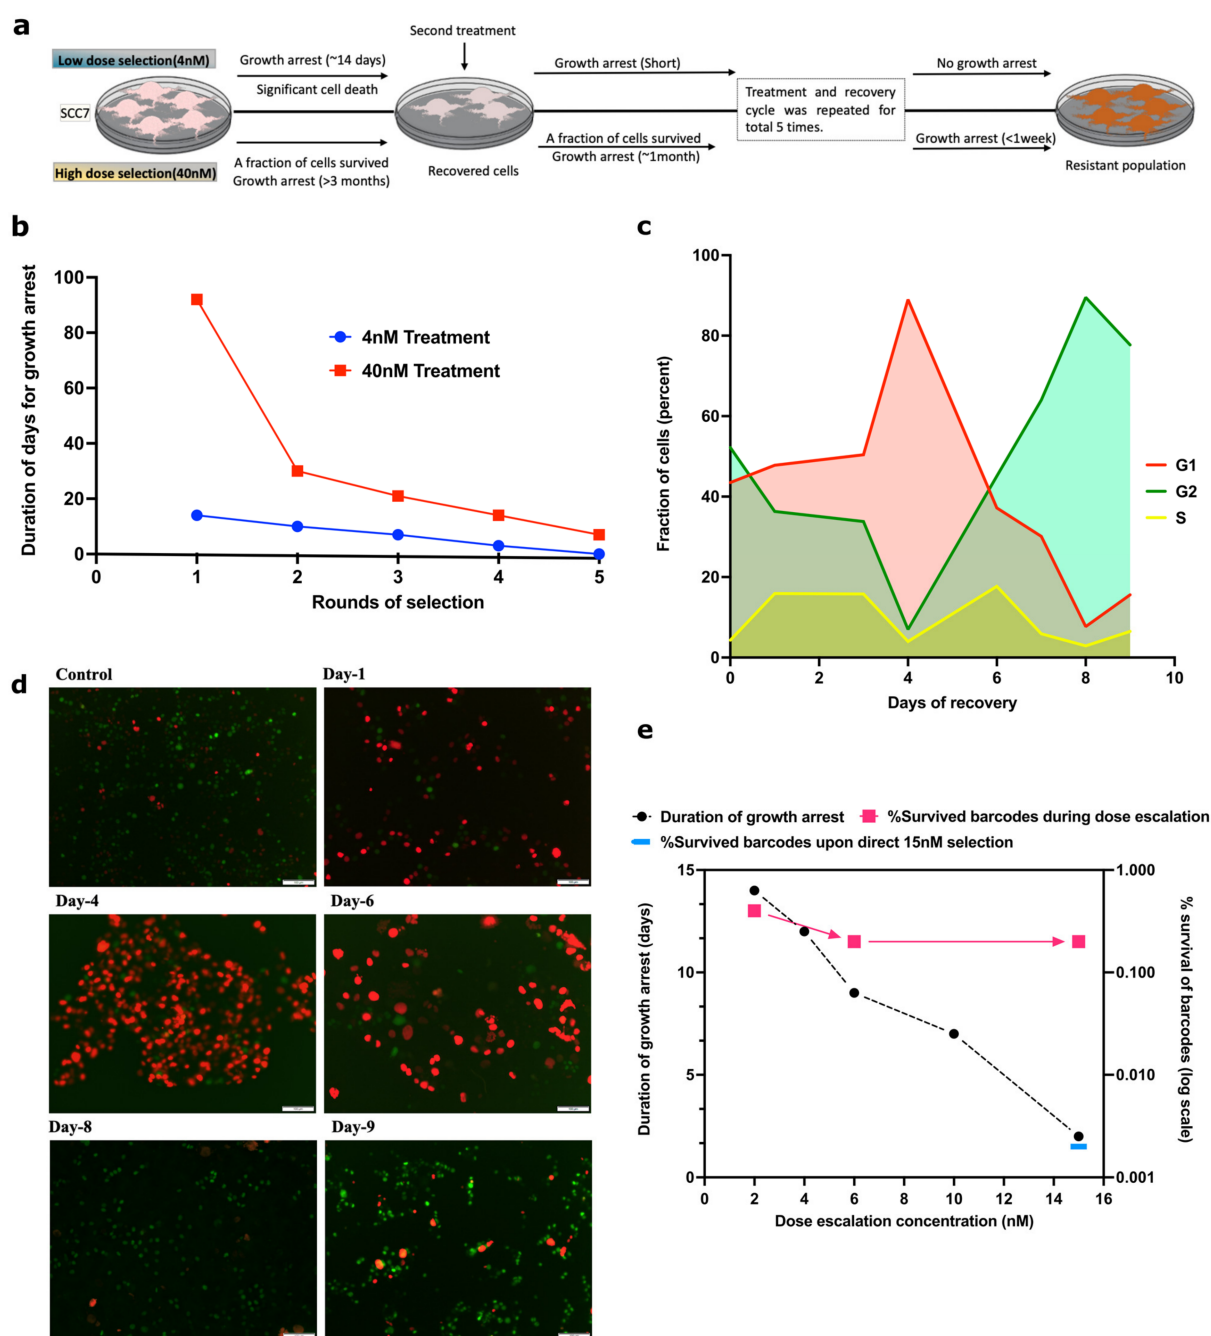 a
Second treatment
Low dose selection(4nM)
Growth arrest (~14 days)
Significant cell death
Growth arrest (Short)
No growth arrest
SCC7
Treatment and recovery
cycle was repeated for
total 5 times.
A fraction of cells survived
Growth arrest (~1month)
Growth arrest (<1week)
High dose selection(40nM)
A fraction of cells survived
Growth arrest (>3 months)
Recovered cells
Resistant population
b
Duration of days for growth arrest
100
80
60
40
20
0
0 1 2 3 4 5
Rounds of selection
4nM Treatment
40nM Treatment
c
Fraction of cells (percent)
100
80
60
40
20
0
0 2 4 6 8 10
Days of recovery
G1
G2
S
d
Control
Day-1
Day-4
Day-6
Day-8
Day-9
e
Duration of growth arrest
%Survived barcodes during dose escalation
%Survived barcodes upon direct 15nM selection
Duration of growth arrest (days)
15
10
5
0
0 2 4 6 8 10 12 14 16
Dose escalation concentration (nM)
1.000
0.100
0.010
0.001
% survival of barcodes (log scale)